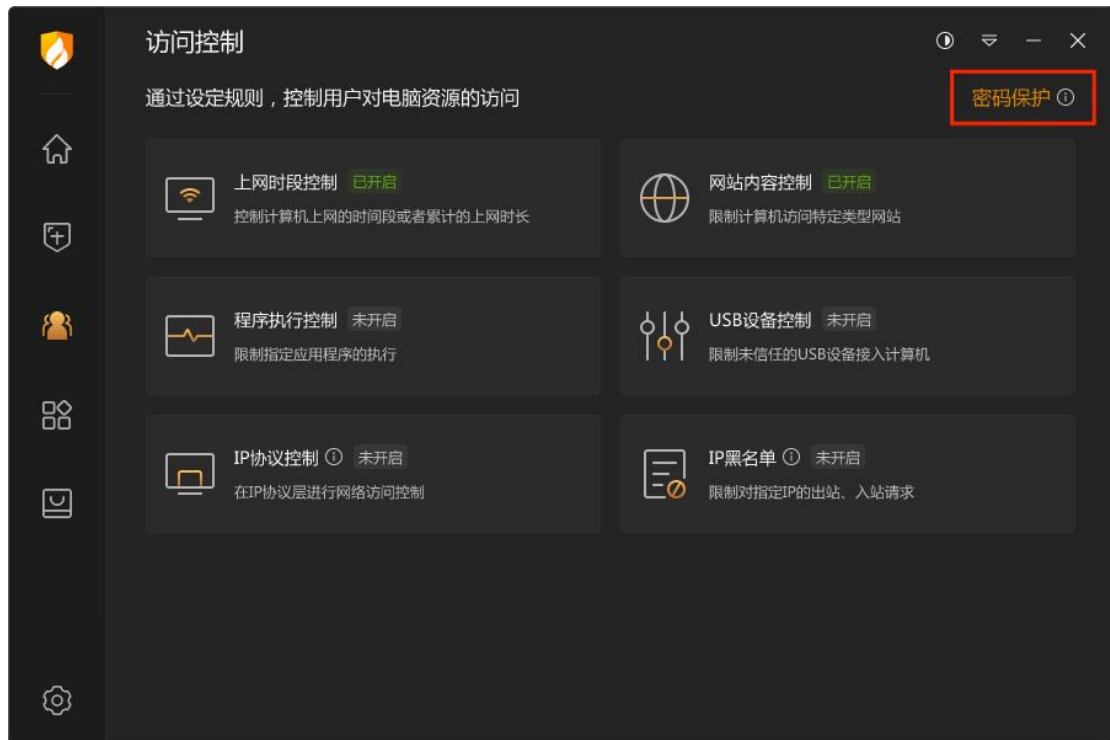 访问控制
通过设定规则，控制用户对电脑资源的访问
密码保护
上网时段控制 已开启
控制计算机上网的时间段或者累计的上网时长
网站内容控制 已开启
限制计算机访问特定类型网站
程序执行控制 未开启
限制指定应用程序的执行
USB设备控制 未开启
限制未信任的USB设备接入计算机
IP协议控制 未开启
在IP协议层进行网络访问控制
IP黑名单 未开启
限制对指定IP的出站、入站请求